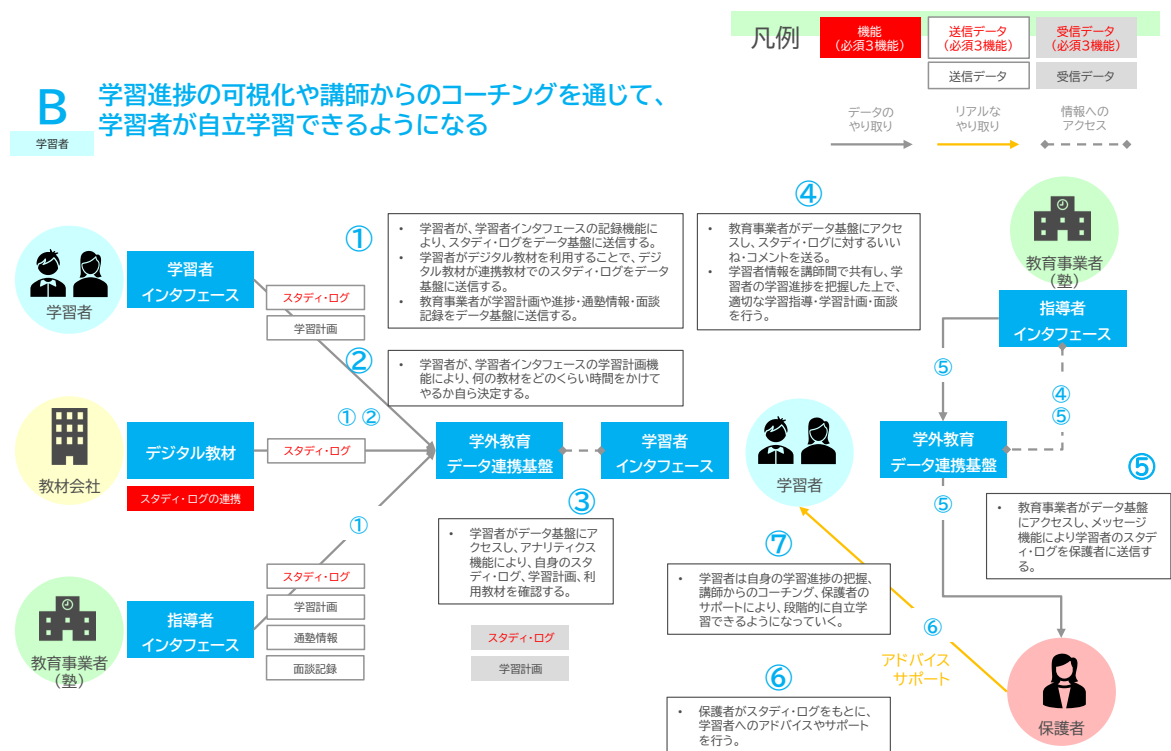 凡例
機能
（必須３機能）
送信データ
（必須３機能）
受信データ
（必須３機能）
送信データ
受信データ
データの
やり取り
リアルな
やり取り
情報への
アクセス
B
学習者
学習進捗の可視化や講師からのコーチングを通じて、
学習者が自立学習できるようになる
①
• 学習者が、学習者インタフェースの記録機能に
より、スタディ・ログをデータ基盤に送信する。
• 学習者がデジタル教材を利用することで、デジ
タル教材が連携教材でのスタディ・ログをデータ
基盤に送信する。
• 教育事業者が学習計画や進捗・通塾情報・面談
記録をデータ基盤に送信する。
④
• 教育事業者がデータ基盤にアクセ
スし、スタディ・ログに対するいい
ね・コメントを送る。
• 学習者情報を講師間で共有し、学
習者の学習進捗を把握した上で、
適切な学習指導・学習計画・面談
を行う。
教育事業者
（塾）
指導者
インタフェース
学習者
学習者
インタフェース
スタディ・ログ
学習計画
②
• 学習者が、学習者インタフェースの学習計画機
能により、何の教材をどのくらい時間をかけて
やるか自ら決定する。
⑤
④
⑤
教材会社
デジタル教材
スタディ・ログの連携
スタディ・ログ
① ②
学外教育
データ連携基盤
学習者
インタフェース
学習者
学外教育
データ連携基盤
⑤
⑤
• 教育事業者がデータ基盤
にアクセスし、メッセージ
機能により学習者のスタ
ディ・ログを保護者に送信す
る。
③
• 学習者がデータ基盤にア
クセスし、アナリティクス
機能により、自身のスタ
ディ・ログ、学習計画、利
用教材を確認する。
①
スタディ・ログ
学習計画
通塾情報
面談記録
教育事業者
（塾）
指導者
インタフェース
スタディ・ログ
学習計画
⑦
• 学習者は自身の学習進捗の把握、
講師からのコーチング、保護者の
サポートにより、段階的に自立学
習できるようになっていく。
⑥
アドバイス
サポート
⑥
• 保護者がスタディ・ログをもとに、
学習者へのアドバイスやサポート
を行う。
保護者